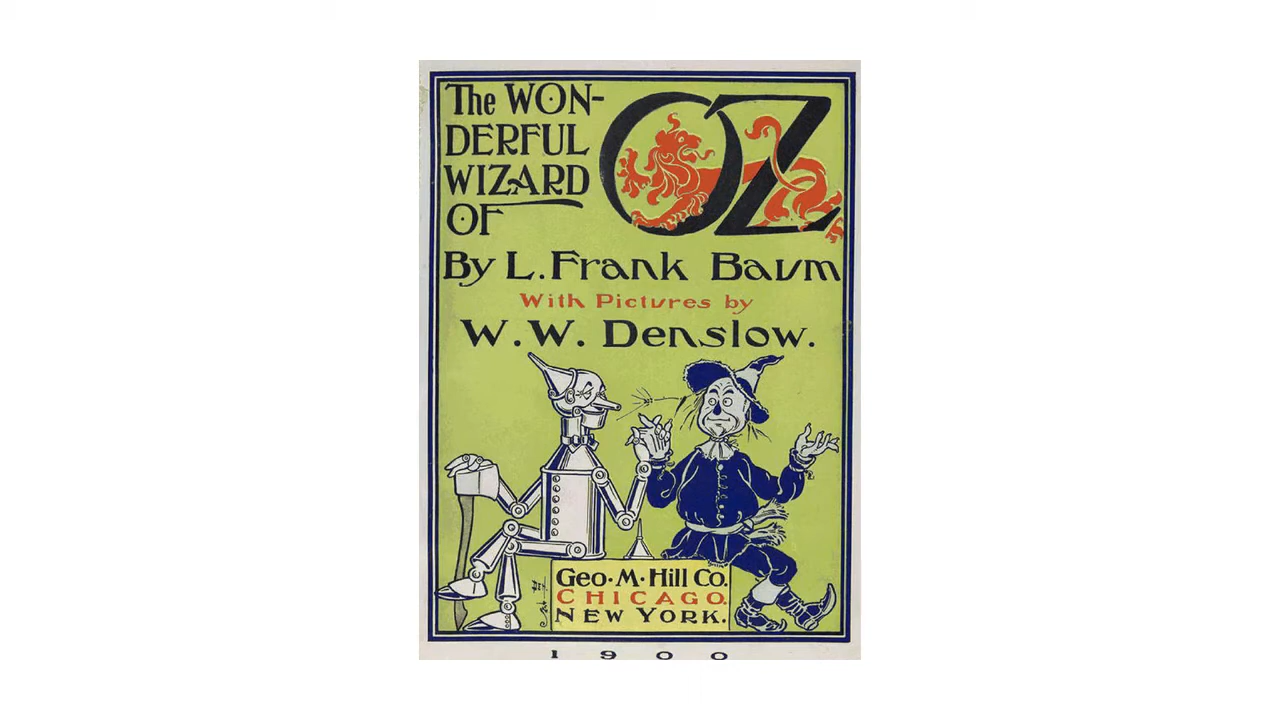 The WON-
DERFUL
WIZARD
OF
OZ
By L. Frank Baum
With Pictures by
W. W. Denslow.
Geo. M. Hill Co.
CHICAGO.
NEW YORK.
1900